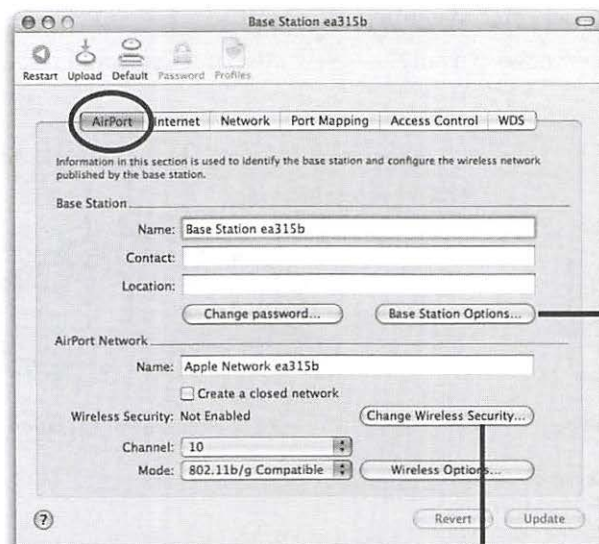 Base Station ea315b
Restart Upload Default Password Profiles
AirPort Internet Network Port Mapping Access Control WDS
Information in this section is used to identify the base station and configure the wireless network
published by the base station.
Base Station
Name: Base Station ea315b
Contact:
Location:
Change password... Base Station Options...
AirPort Network
Name: Apple Network ea315b
Create a closed network
Wireless Security: Not Enabled Change Wireless Security...
Channel: 10
Mode: 802.11b/g Compatible Wireless Options...
? Revert Update